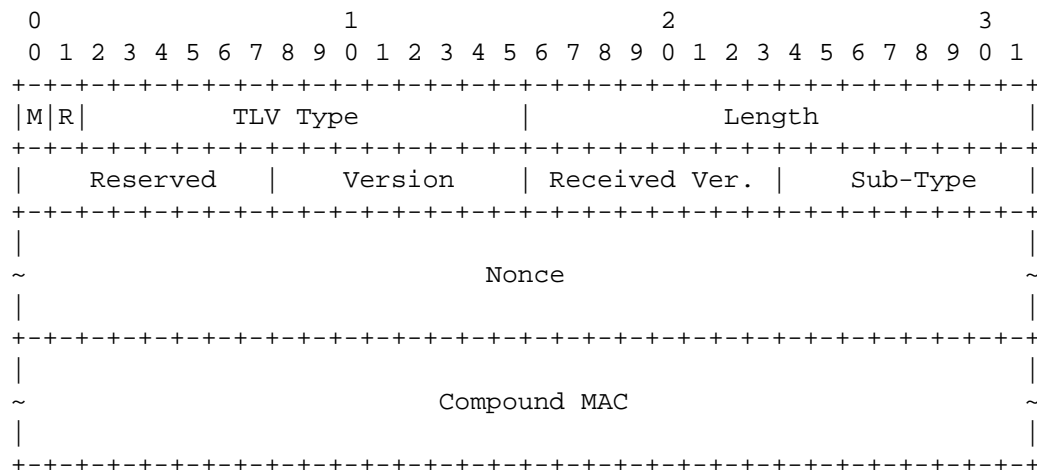 0                   1                   2                   3
 0 1 2 3 4 5 6 7 8 9 0 1 2 3 4 5 6 7 8 9 0 1 2 3 4 5 6 7 8 9 0 1
+-+-+-+-+-+-+-+-+-+-+-+-+-+-+-+-+-+-+-+-+-+-+-+-+-+-+-+-+-+-+-+-+
|M|R|         TLV Type          |            Length             |
+-+-+-+-+-+-+-+-+-+-+-+-+-+-+-+-+-+-+-+-+-+-+-+-+-+-+-+-+-+-+-+-+
|    Reserved   |    Version    | Received Ver. |    Sub-Type   |
+-+-+-+-+-+-+-+-+-+-+-+-+-+-+-+-+-+-+-+-+-+-+-+-+-+-+-+-+-+-+-+-+
|                                                               |
~                             Nonce                             ~
|                                                               |
+-+-+-+-+-+-+-+-+-+-+-+-+-+-+-+-+-+-+-+-+-+-+-+-+-+-+-+-+-+-+-+-+
|                                                               |
~                          Compound MAC                         ~
|                                                               |
+-+-+-+-+-+-+-+-+-+-+-+-+-+-+-+-+-+-+-+-+-+-+-+-+-+-+-+-+-+-+-+-+